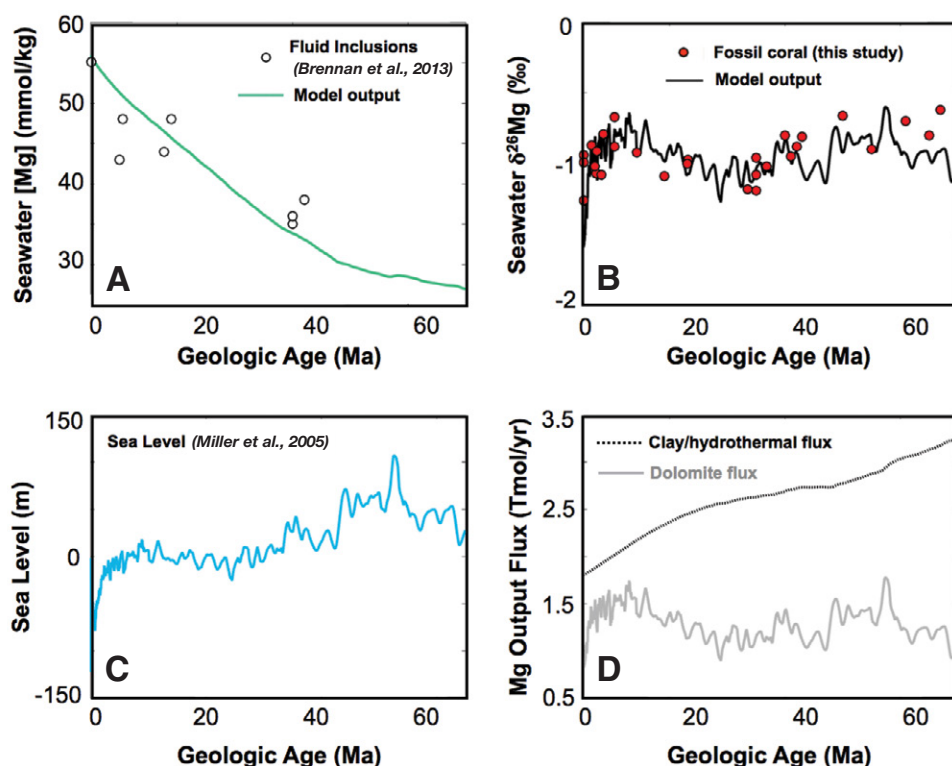 60
50
40
30
Seawater [Mg] (mmol/kg)
Fluid Inclusions
(Brennan et al., 2013)
Model output
A
0 20 40 60
Geologic Age (Ma)
0
-1
-2
Seawater δ26Mg (‰)
Fossil coral (this study)
Model output
B
0 20 40 60
Geologic Age (Ma)
150
0
-150
Sea Level (m)
Sea Level (Miller et al., 2005)
C
0 20 40 60
Geologic Age (Ma)
3.5
2.5
1.5
0.5
Mg Output Flux (Tmol/yr)
Clay/hydrothermal flux
Dolomite flux
D
0 20 40 60
Geologic Age (Ma)